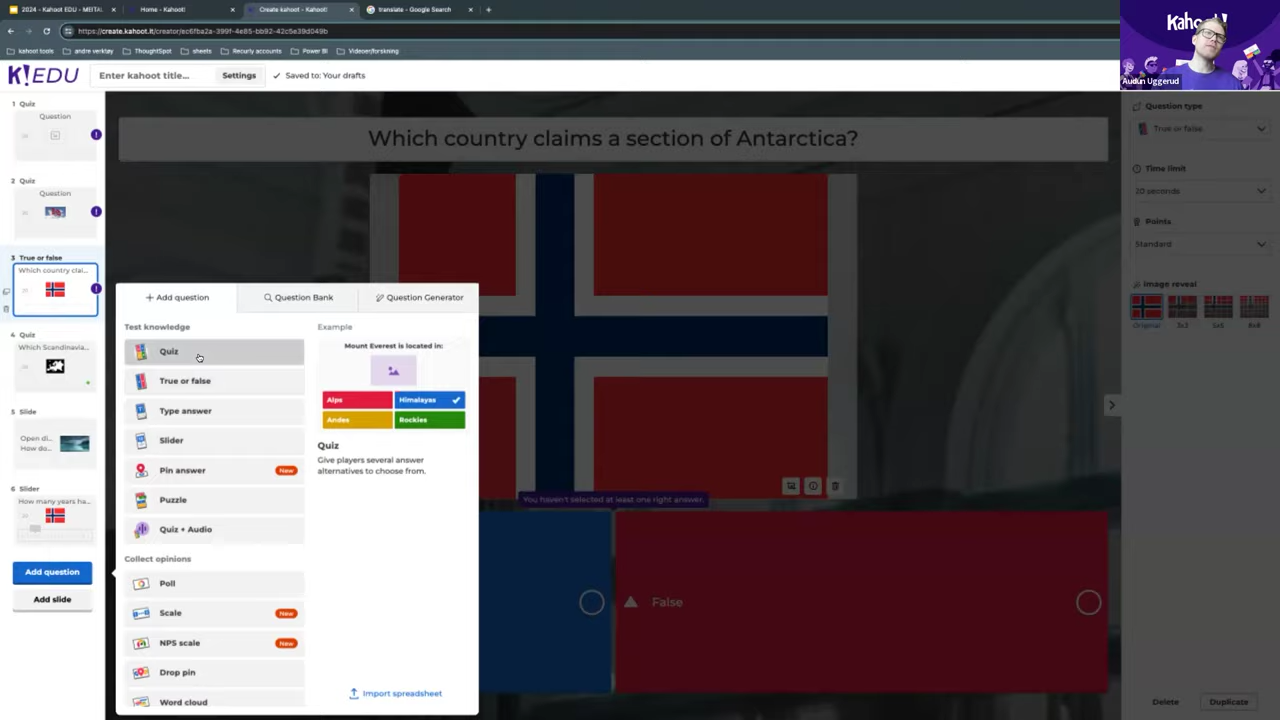 2024 - Kahoot EDU - MEITAL
Home - Kahoot!
Create kahoot - Kahoot!
translate - Google Search
https://create.kahoot.it/creator/ec6fba2a-399f-4e85-bb92-42c5e39d049b
kahoot tools
andre verktøy
ThoughtSpot
sheets
Recurly accounts
Power BI
Videoer/forskning
Kahoot!
Audun Uggerud
K!EDU
Enter kahoot title...
Settings
Saved to: Your drafts
1 Quiz
Question
2 Quiz
Question
3 True or false
Which country clai...
4 Quiz
Which Scandinavia...
5 Slide
Open di...
How do...
6 Slider
How many years ha...
Add question
Add slide
Which country claims a section of Antarctica?
You haven't selected at least one right answer.
False
Add question
Question Bank
Question Generator
Test knowledge
Quiz
True or false
Type answer
Slider
Pin answer
New
Puzzle
Quiz + Audio
Collect opinions
Poll
Scale
New
NPS scale
New
Drop pin
Word cloud
Example
Mount Everest is located in:
Alps
Himalayas
Andes
Rockies
Quiz
Give players several answer
alternatives to choose from.
Import spreadsheet
Question type
True or false
Time limit
20 seconds
Points
Standard
Image reveal
Original
3x3
5x5
8x8
Delete
Duplicate